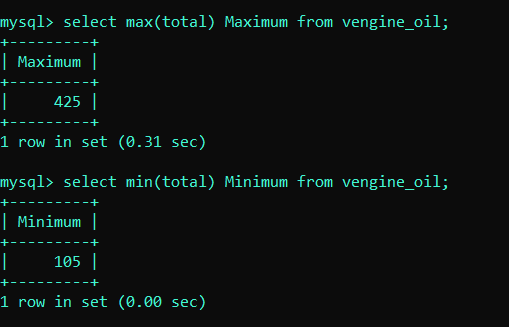 mysql> select max(total) Maximum from vengine_oil;
+---------+
| Maximum |
+---------+
|     425 |
+---------+
1 row in set (0.31 sec)
mysql> select min(total) Minimum from vengine_oil;
+---------+
| Minimum |
+---------+
|     105 |
+---------+
1 row in set (0.00 sec)